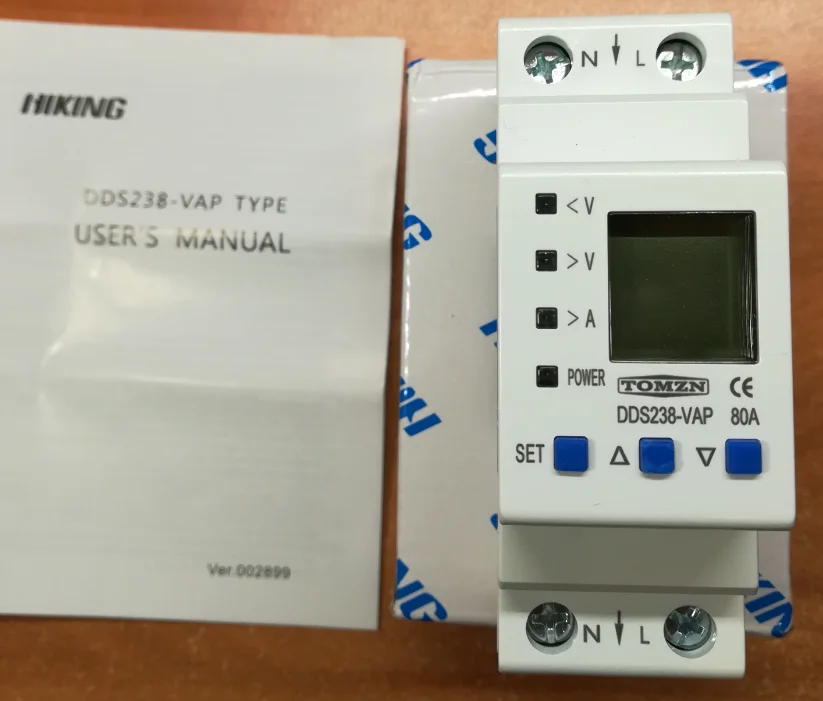 HIKING
DDS238-VAP TYPE
USER'S MANUAL
Ver.002899
N L
<V
>V
>A
POWER
TOMZN CE
DDS238-VAP 80A
SET △ ▽
N L